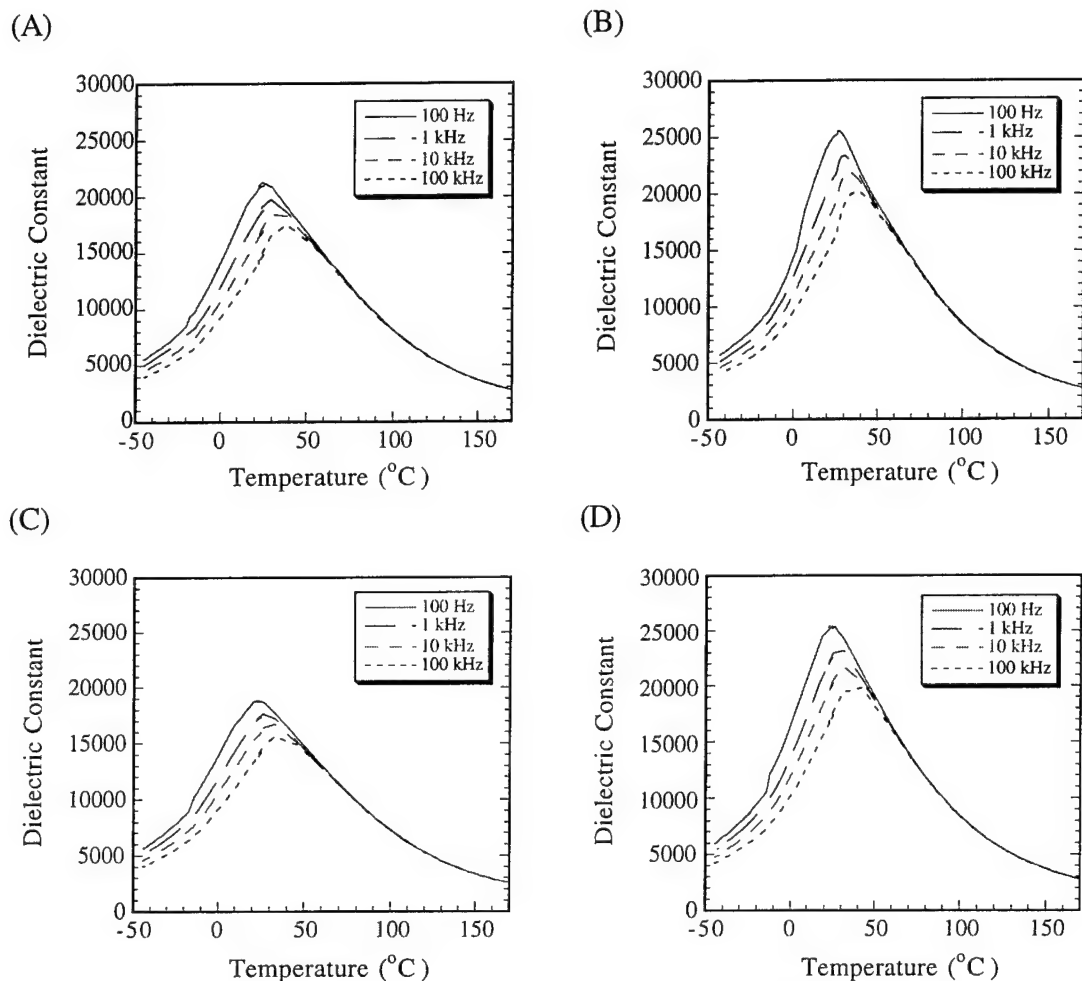 (A)
30000
25000
20000
15000
10000
5000
0
-50
0
50
100
150
Dielectric Constant
Temperature (°C)
100 Hz
1 kHz
10 kHz
100 kHz
(B)
30000
25000
20000
15000
10000
5000
0
-50
0
50
100
150
Dielectric Constant
Temperature (°C)
100 Hz
1 kHz
10 kHz
100 kHz
(C)
30000
25000
20000
15000
10000
5000
0
-50
0
50
100
150
Dielectric Constant
Temperature (°C)
100 Hz
1 kHz
10 kHz
100 kHz
(D)
30000
25000
20000
15000
10000
5000
0
-50
0
50
100
150
Dielectric Constant
Temperature (°C)
100 Hz
1 kHz
10 kHz
100 kHz